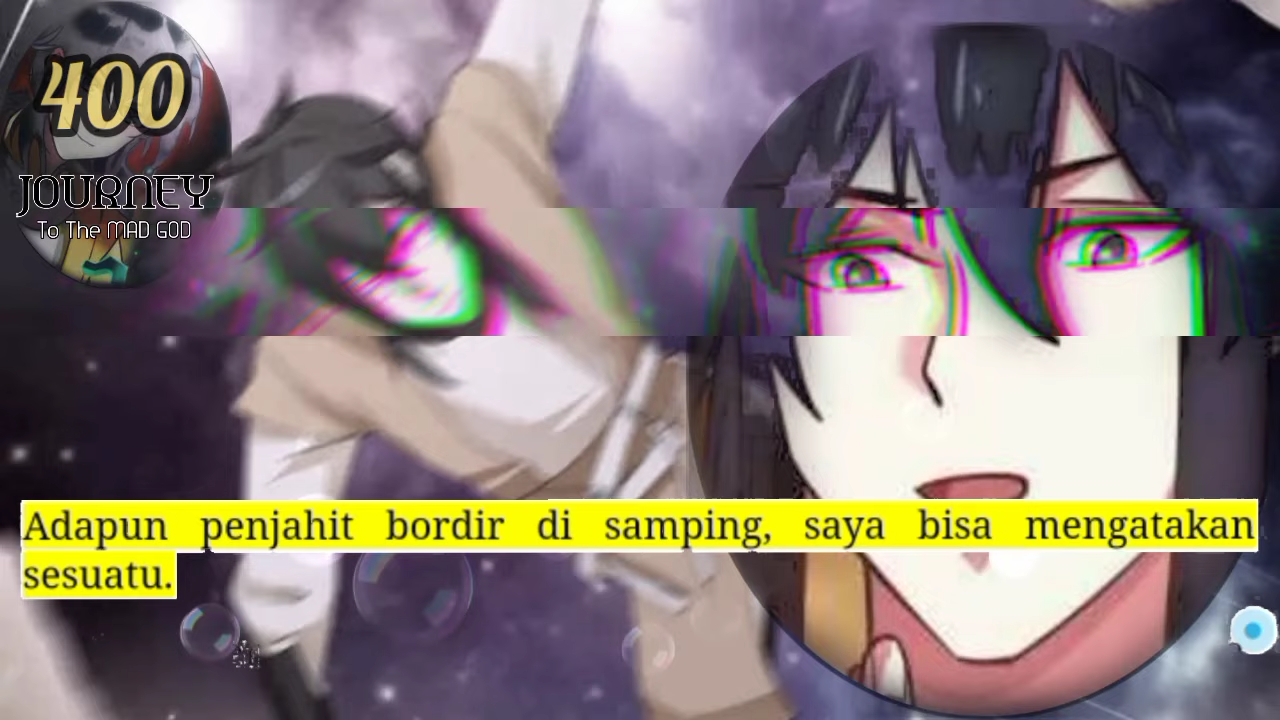 400
JOURNEY
To The MAD GOD
Adapun penjahit bordir di samping, saya bisa mengatakan
sesuatu.